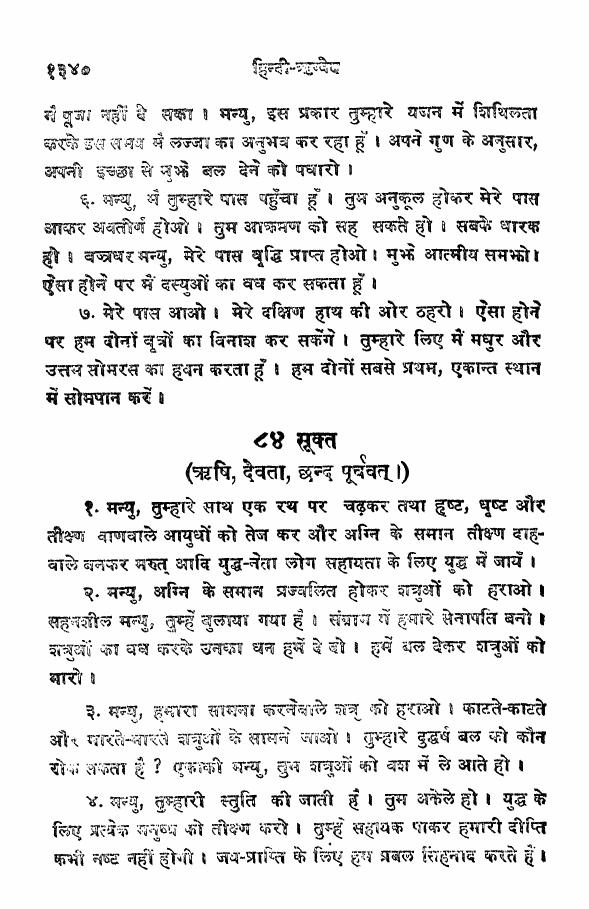 १३४० हिन्दी-ऋग्वेद
मैं पूजा नहीं दे सका । मन्यु, इस प्रकार तुम्हारे यजन में शिथिलता
करके इस समय मैं लज्जा का अनुभव कर रहा हूँ । अपने गुण के अनुसार,
अपनी इच्छा से मुझे बल देने को पधारो ।
६. मन्यु, मैं तुम्हारे पास पहुँचा हूँ । तुम अनुकूल होकर मेरे पास
आकर अवतीर्ण होओ । तुम आक्रमण को सह सकते हो । सबके धारक
हो । वज्रधर मन्यु, मेरे पास वृद्धि प्राप्त होओ । मुझे आत्मीय समझो।
ऐसा होने पर मैं दस्युओं का वध कर सकता हूँ ।
७. मेरे पास आओ । मेरे दक्षिण हाथ की ओर ठहरो । ऐसा होने
पर हम दोनों वृत्रों का विनाश कर सकेंगे । तुम्हारे लिए मैं मधुर और
उत्तम सोमरस का हवन करता हूँ । हम दोनों सबसे प्रथम, एकान्त स्थान
में सोमपान करें ।
८४ सूक्त
(ऋषि, देवता, छन्द पूर्ववत् ।)
१. मन्यु, तुम्हारे साथ एक रथ पर चढ़कर तथा हृष्ट, धृष्ट और
तीक्ष्ण वाणवाले आयुधों को तेज कर और अग्नि के समान तीक्ष्ण दाह-
वाले बनकर मरुत् आदि युद्ध-नेता लोग सहायता के लिए युद्ध में जायँ ।
२. मन्यु, अग्नि के समान प्रज्वलित होकर शत्रुओं को हराओ ।
सहनशील मन्यु, तुम्हें बुलाया गया है । संग्राम में हमारे सेनापति बनो ।
शत्रुओं का वध करके उनका धन हमें दे दो । हमें बल देकर शत्रुओं को
मारो ।
३. मन्यु, हमारा सामना करनेवाले शत्रु को हराओ । काटते-काटते
और मारते-मारते शत्रुओं के सामने जाओ । तुम्हारे दुर्द्धर्ष बल को कौन
रोक सकता है ? एकाकी मन्यु, तुम शत्रुओं को वश में ले आते हो ।
४. मन्यु, तुम्हारी स्तुति की जाती है । तुम अकेले हो । युद्ध के
लिए प्रत्येक मनुष्य को तीक्ष्ण करो । तुम्हें सहायक पाकर हमारी दीप्ति
कभी नष्ट नहीं होगी । जय-प्राप्ति के लिए हम प्रबल सिंहनाद करते हैं ।